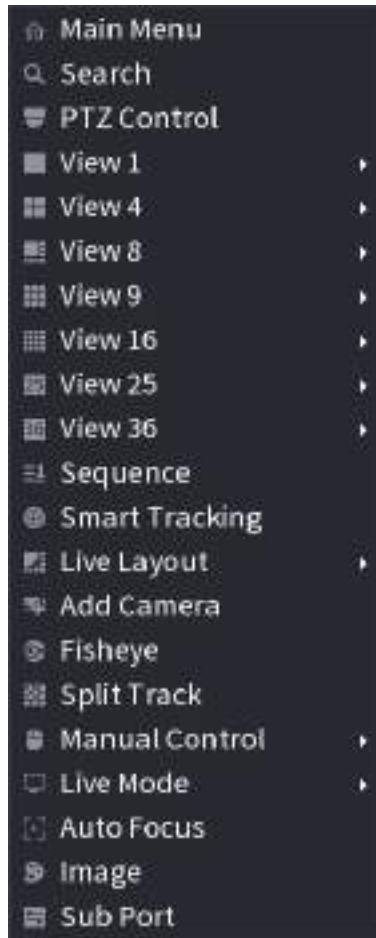 Main Menu
Search
PTZ Control
View 1
View 4
View 8
View 9
View 16
View 25
View 36
Sequence
Smart Tracking
Live Layout
Add Camera
Fisheye
Split Track
Manual Control
Live Mode
Auto Focus
Image
Sub Port